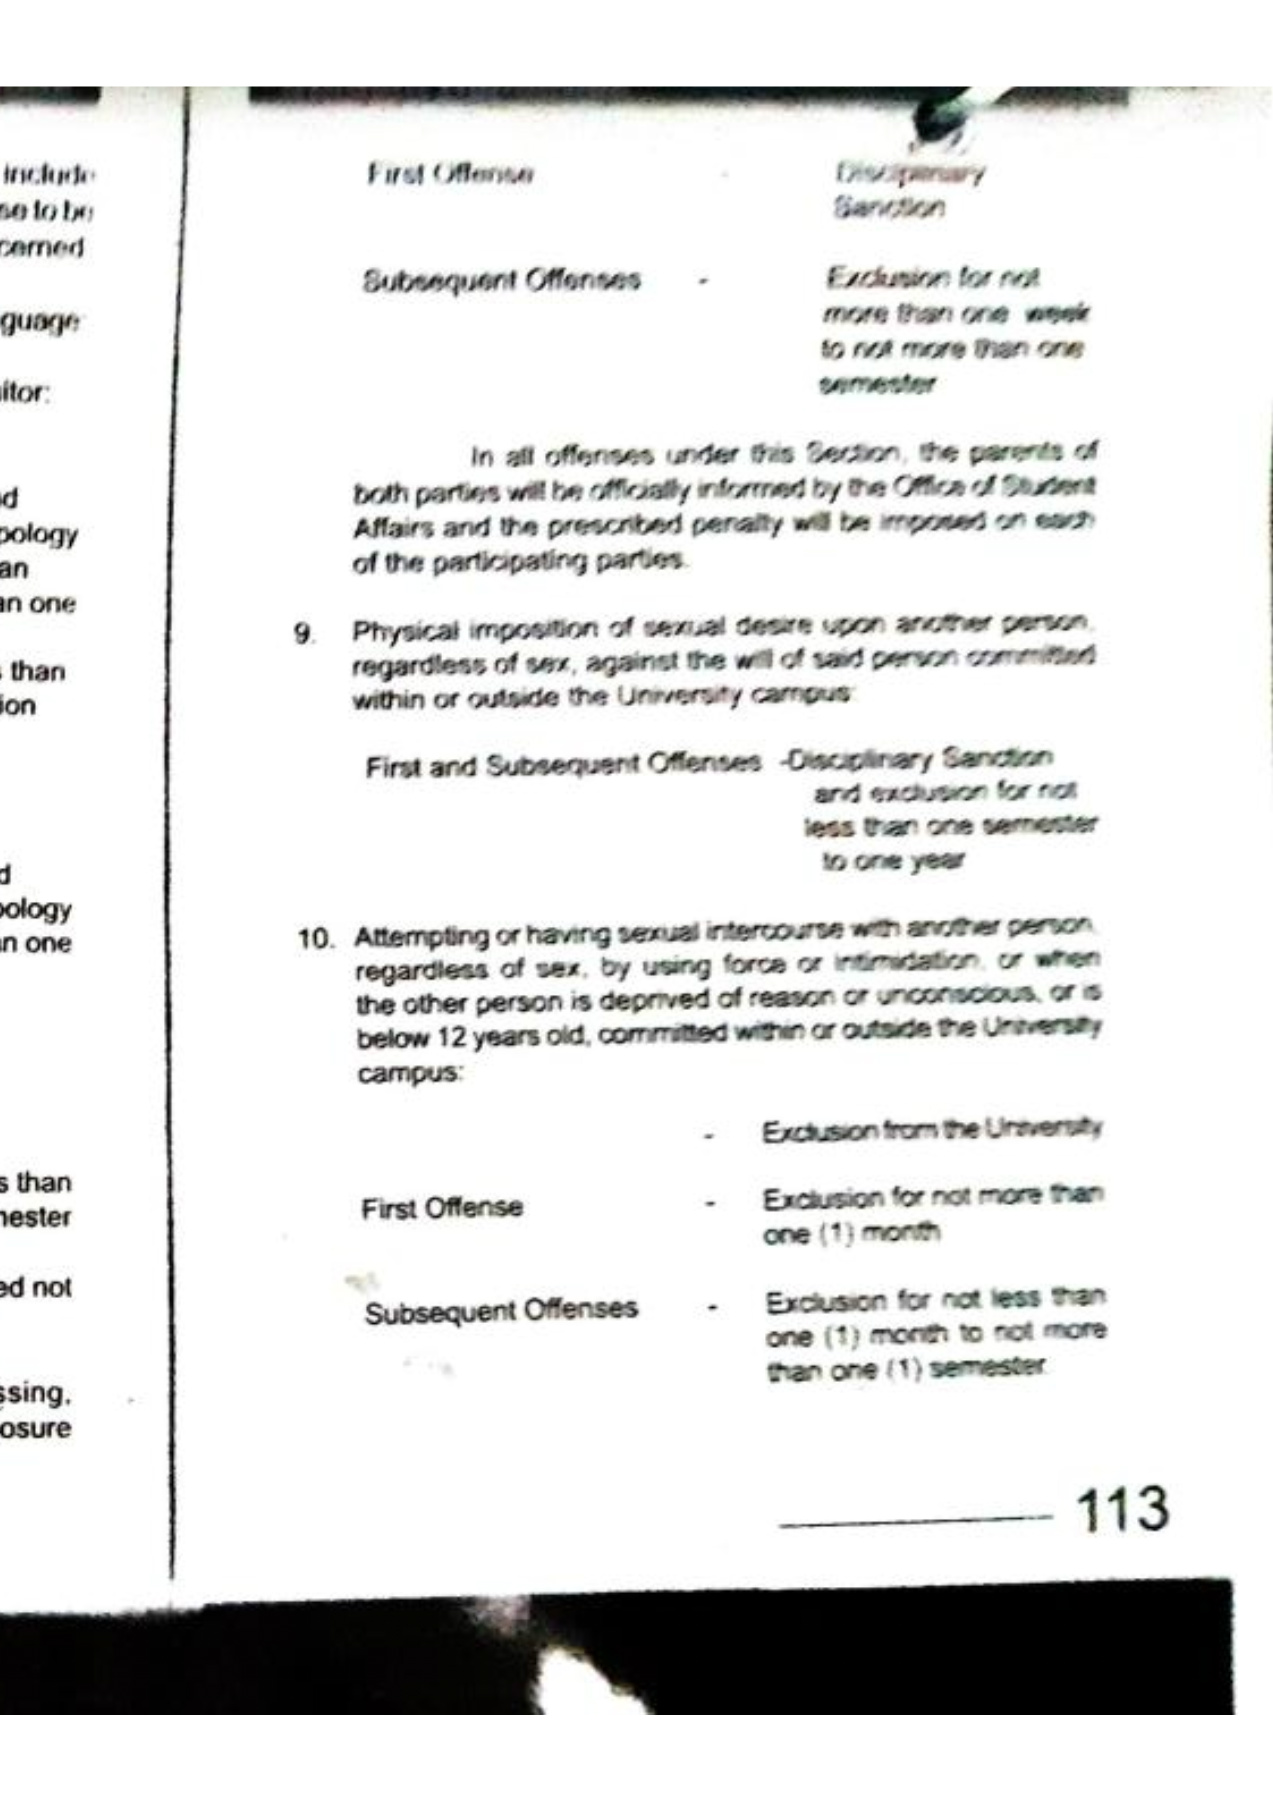 include
se to be
cerned
guage
itor:
d
pology
an
an one
s than
ion
d
pology
an one
s than
nester
ed not
ssing,
osure
First Offense - Disciplinary
Sanction
Subsequent Offenses - Exclusion for not
more than one week
to not more than one
semester
In all offenses under this Section, the parents of
both parties will be officially informed by the Office of Student
Affairs and the prescribed penalty will be imposed on each
of the participating parties.
9. Physical imposition of sexual desire upon another person,
regardless of sex, against the will of said person committed
within or outside the University campus:
First and Subsequent Offenses -Disciplinary Sanction
and exclusion for not
less than one semester
to one year
10. Attempting or having sexual intercourse with another person,
regardless of sex, by using force or intimidation, or when
the other person is deprived of reason or unconscious, or is
below 12 years old, committed within or outside the University
campus:
- Exclusion from the University
First Offense - Exclusion for not more than
one (1) month
Subsequent Offenses - Exclusion for not less than
one (1) month to not more
than one (1) semester.
113